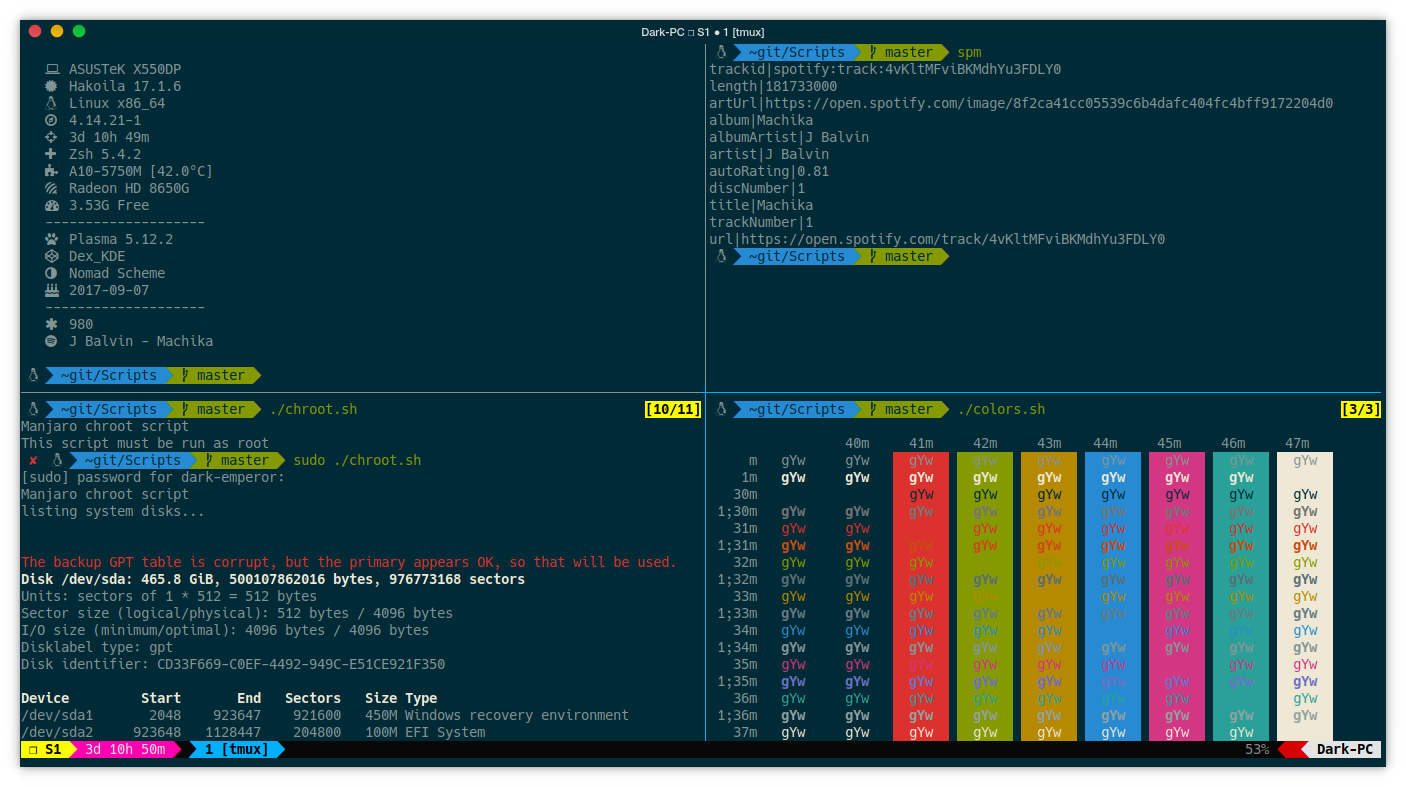 Dark-PC □ S1 ● 1 [tmux]
ASUSTeK X550DP
Hakoila 17.1.6
Linux x86_64
4.14.21-1
3d 10h 49m
Zsh 5.4.2
A10-5750M [42.0°C]
Radeon HD 8650G
3.53G Free
--------------------
Plasma 5.12.2
Dex_KDE
Nomad Scheme
2017-09-07
--------------------
980
J Balvin - Machika
~git/Scripts master
~git/Scripts master spm
trackid|spotify:track:4vKltMFviBKMdhYu3FDLY0
length|181733000
artUrl|https://open.spotify.com/image/8f2ca41cc05539c6b4dafc404fc4bff9172204d0
album|Machika
albumArtist|J Balvin
artist|J Balvin
autoRating|0.81
discNumber|1
title|Machika
trackNumber|1
url|https://open.spotify.com/track/4vKltMFviBKMdhYu3FDLY0
~git/Scripts master
~git/Scripts master ./chroot.sh [10/11]
Manjaro chroot script
This script must be run as root
✘ ~git/Scripts master sudo ./chroot.sh
[sudo] password for dark-emperor:
Manjaro chroot script
listing system disks...
The backup GPT table is corrupt, but the primary appears OK, so that will be used.
Disk /dev/sda: 465.8 GiB, 500107862016 bytes, 976773168 sectors
Units: sectors of 1 * 512 = 512 bytes
Sector size (logical/physical): 512 bytes / 4096 bytes
I/O size (minimum/optimal): 4096 bytes / 4096 bytes
Disklabel type: gpt
Disk identifier: CD33F669-C0EF-4492-949C-E51CE921F350
Device Start End Sectors Size Type
/dev/sda1 2048 923647 921600 450M Windows recovery environment
/dev/sda2 923648 1128447 204800 100M EFI System
~git/Scripts master ./colors.sh [3/3]
40m 41m 42m 43m 44m 45m 46m 47m
m gYw gYw gYw gYw gYw gYw gYw gYw gYw
1m gYw gYw gYw gYw gYw gYw gYw gYw gYw
30m gYw gYw gYw gYw gYw gYw gYw
1;30m gYw gYw gYw gYw gYw gYw gYw gYw gYw
31m gYw gYw gYw gYw gYw gYw gYw gYw
1;31m gYw gYw gYw gYw gYw gYw gYw gYw gYw
32m gYw gYw gYw gYw gYw gYw gYw gYw
1;32m gYw gYw gYw gYw gYw gYw gYw gYw gYw
33m gYw gYw gYw gYw gYw gYw gYw gYw
1;33m gYw gYw gYw gYw gYw gYw gYw gYw gYw
34m gYw gYw gYw gYw gYw gYw gYw gYw
1;34m gYw gYw gYw gYw gYw gYw gYw gYw gYw
35m gYw gYw gYw gYw gYw gYw gYw gYw
1;35m gYw gYw gYw gYw gYw gYw gYw gYw gYw
36m gYw gYw gYw gYw gYw gYw gYw gYw
1;36m gYw gYw gYw gYw gYw gYw gYw gYw gYw
37m gYw gYw gYw gYw gYw gYw gYw gYw
❐ S1 3d 10h 50m 1 [tmux] 53% Dark-PC